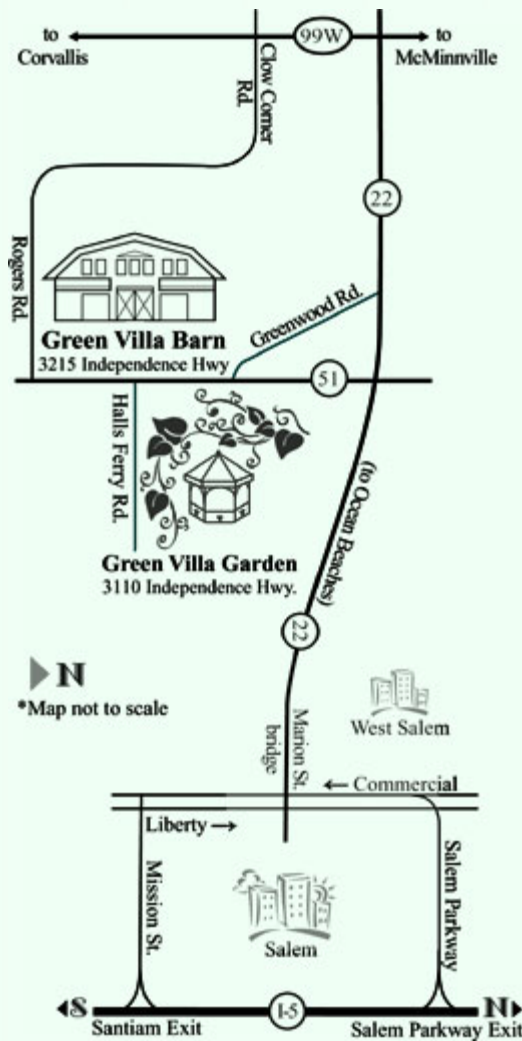 to
Corvallis
99W
to
McMinnville
Clow Corner
Rd.
22
Rogers Rd.
Greenwood Rd.
Green Villa Barn
3215 Independence Hwy
51
Halls Ferry Rd.
(to Ocean Beaches)
Green Villa Garden
3110 Independence Hwy.
22
N
*Map not to scale
West Salem
Marion St.
bridge
← Commercial
Liberty →
Mission St.
Salem Parkway
Salem
S
I-5
N
Santiam Exit
Salem Parkway Exit